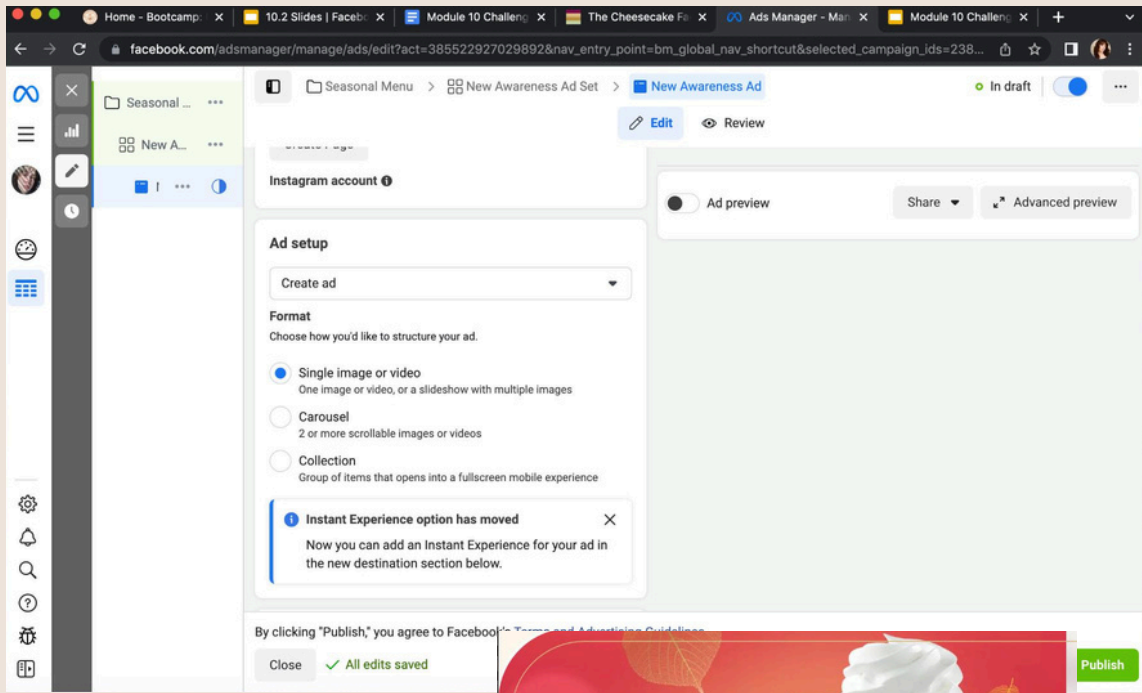 Home - Bootcamp:
10.2 Slides | Facebo
Module 10 Challeng
The Cheesecake Fa
Ads Manager - Man
Module 10 Challeng
facebook.com/adsmanager/manage/ads/edit?act=385522927029892&nav_entry_point=bm_global_nav_shortcut&selected_campaign_ids=238...
Seasonal ...
New A...
Seasonal Menu > New Awareness Ad Set > New Awareness Ad
In draft
Edit
Review
Instagram account
Ad preview
Share
Advanced preview
Ad setup
Create ad
Format
Choose how you'd like to structure your ad.
Single image or video
One image or video, or a slideshow with multiple images
Carousel
2 or more scrollable images or videos
Collection
Group of items that opens into a fullscreen mobile experience
Instant Experience option has moved
Now you can add an Instant Experience for your ad in
the new destination section below.
By clicking "Publish," you agree to Facebook's Terms and Advertising Guidelines
Close
All edits saved
Publish